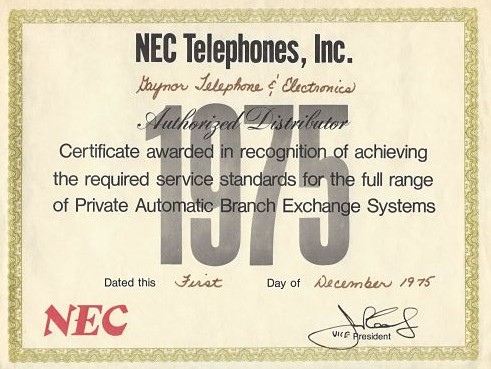 NEC Telephones, Inc.
Gaynor Telephone & Electronics
1975
Authorized Distributor
Certificate awarded in recognition of achieving
the required service standards for the full range
of Private Automatic Branch Exchange Systems
Dated this First Day of December 1975
NEC
VICE President